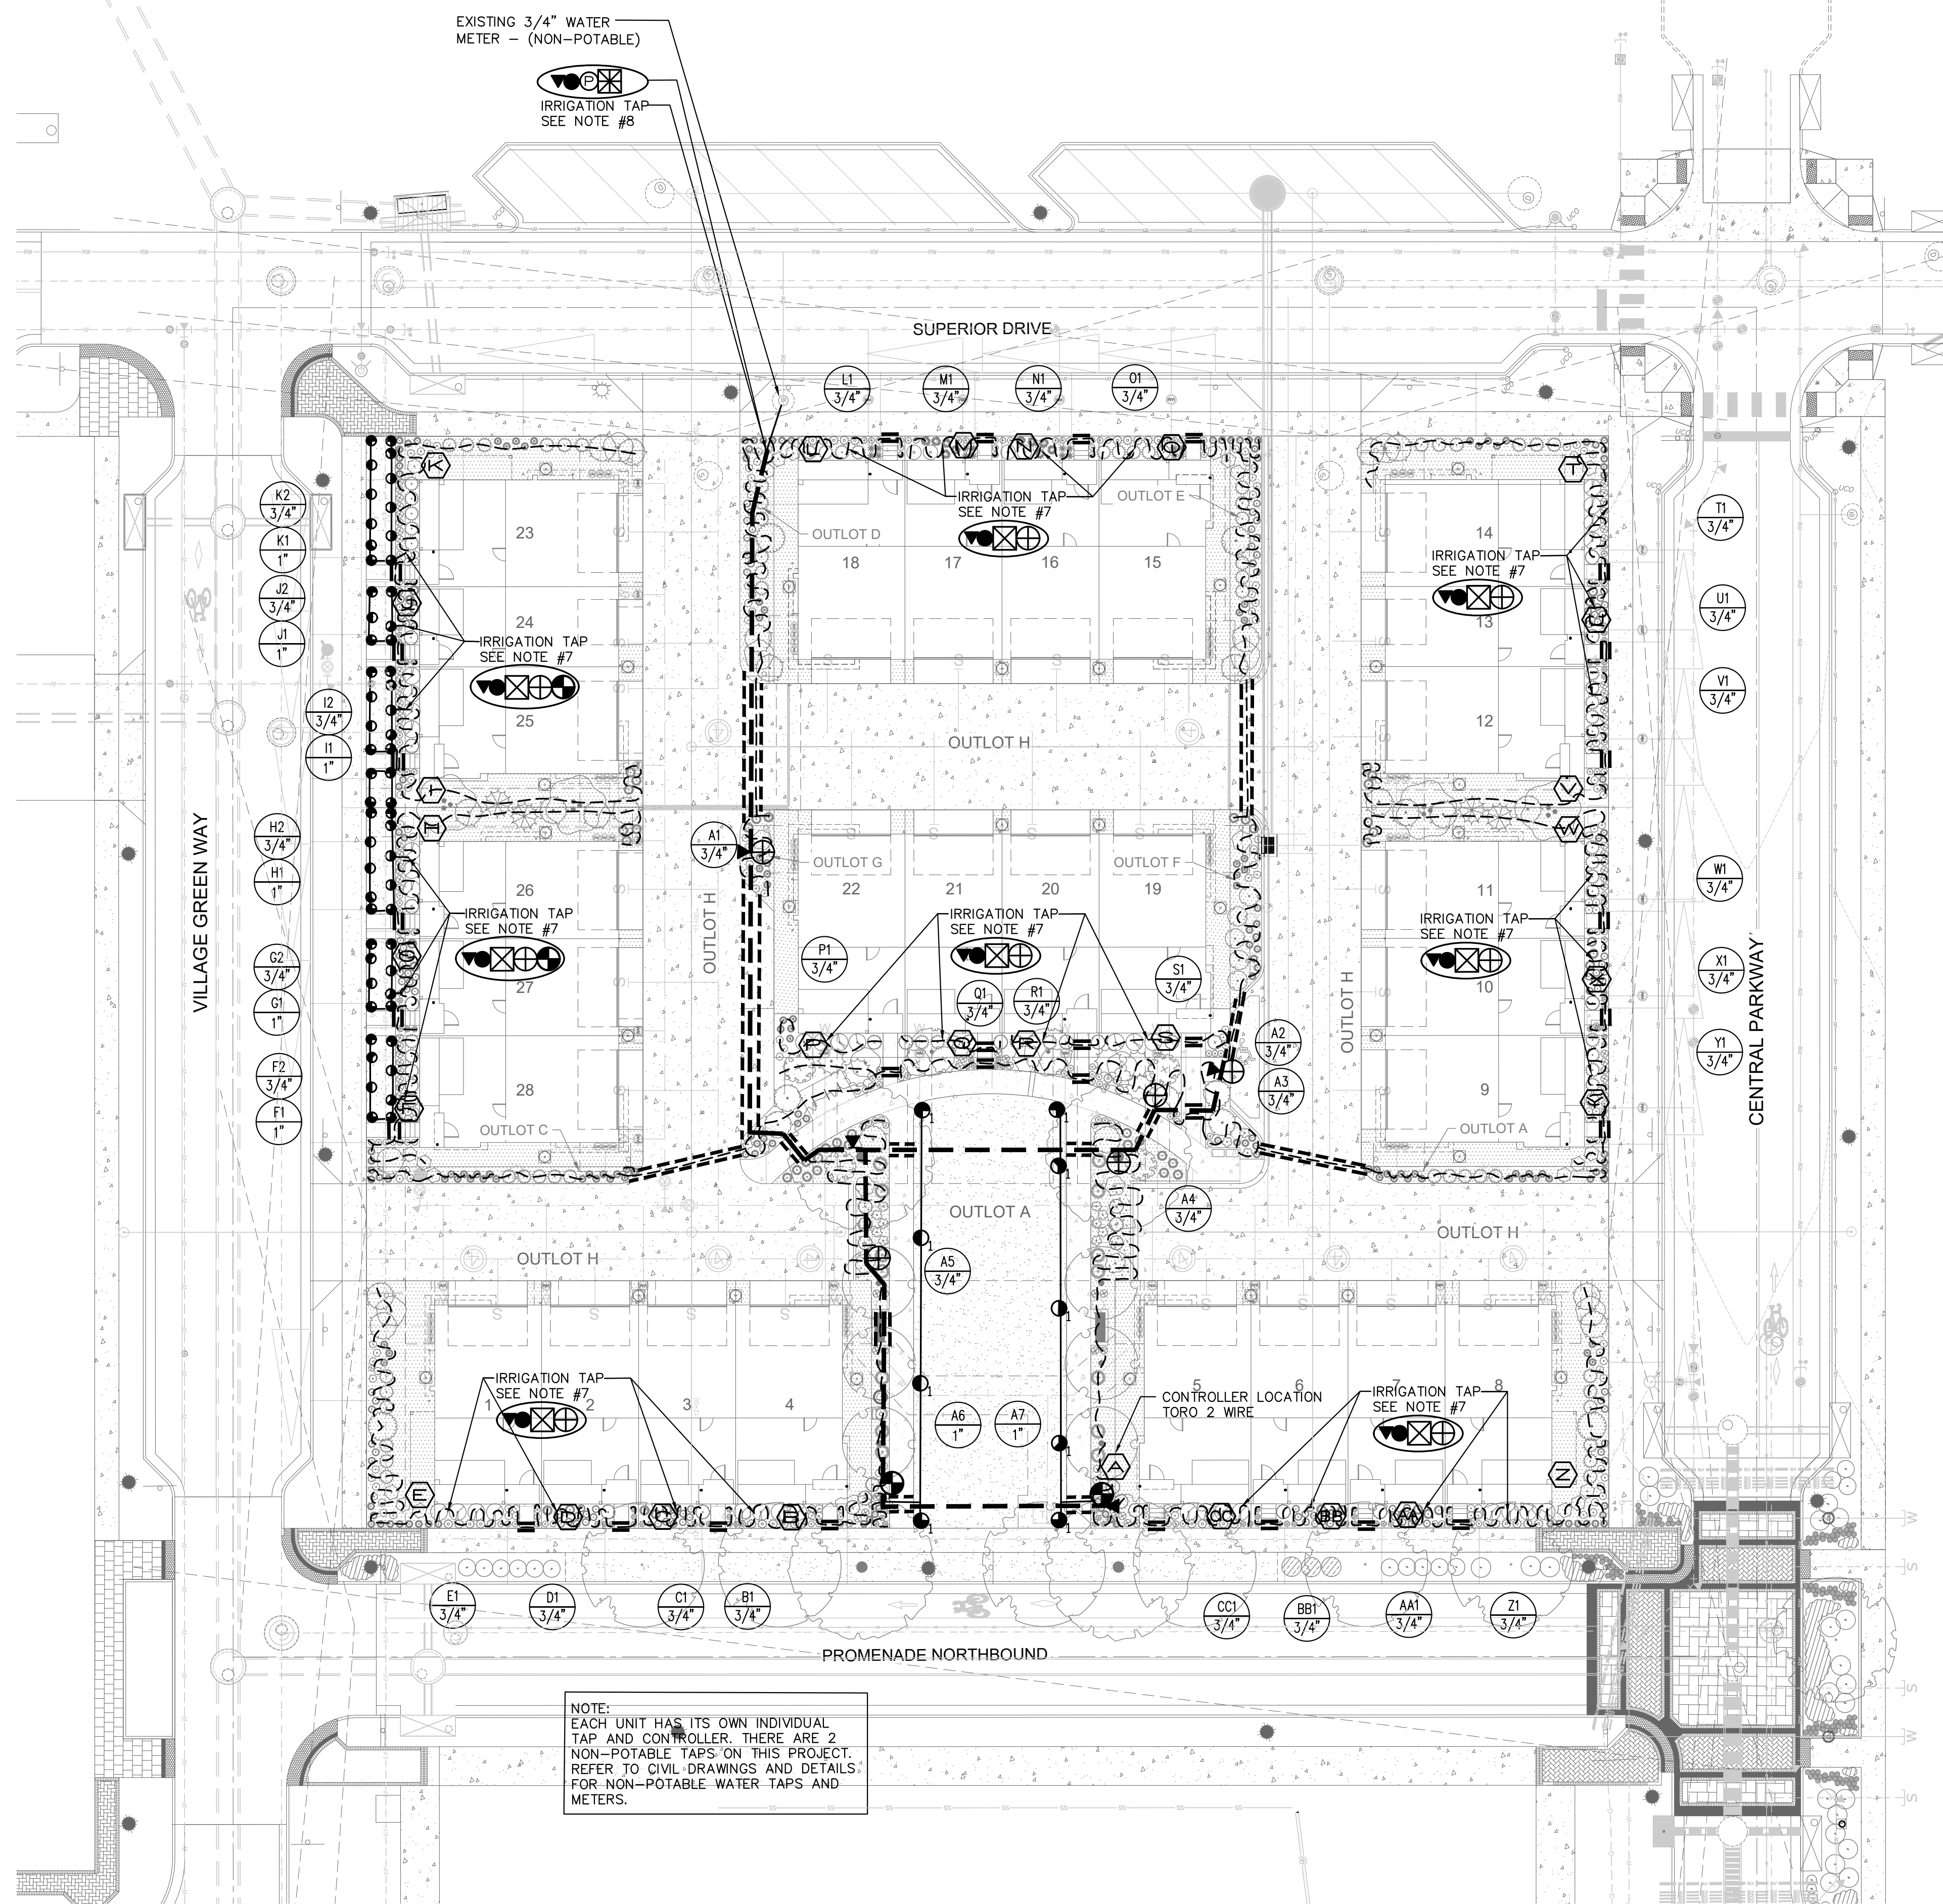 EXISTING 3/4" WATER
METER – (NON–POTABLE)
P
IRRIGATION TAP
SEE NOTE #8
SUPERIOR DRIVE
L1
3/4"
M1
3/4"
N1
3/4"
O1
3/4"
K2
3/4"
K1
1"
J2
3/4"
J1
1"
I2
3/4"
I1
1"
H2
3/4"
H1
1"
G2
3/4"
G1
1"
F2
3/4"
F1
1"
VILLAGE GREEN WAY
K
23
24
IRRIGATION TAP
SEE NOTE #7
25
I
H
26
IRRIGATION TAP
SEE NOTE #7
G
27
28
OUTLOT C
M
N
IRRIGATION TAP
SEE NOTE #7
OUTLOT E
OUTLOT D
18
17
16
15
OUTLOT H
A1
3/4"
OUTLOT G
OUTLOT F
22
21
20
19
OUTLOT H
IRRIGATION TAP
SEE NOTE #7
P1
3/4"
Q1
3/4"
R1
3/4"
S1
3/4"
P
Q
R
S
A2
3/4"
A3
3/4"
A4
3/4"
OUTLOT H
T
14
IRRIGATION TAP
SEE NOTE #7
13
U
12
V
W
11
IRRIGATION TAP
SEE NOTE #7
X
10
9
OUTLOT A
T1
3/4"
U1
3/4"
V1
3/4"
W1
3/4"
X1
3/4"
Y1
3/4"
CENTRAL PARKWAY
OUTLOT A
OUTLOT H
OUTLOT H
A5
3/4"
A6
1"
A7
1"
IRRIGATION TAP
SEE NOTE #7
1
2
3
4
CONTROLLER LOCATION
TORO 2 WIRE
A
5
6
7
8
IRRIGATION TAP
SEE NOTE #7
E
D
C
B
CC
BB
AA
Z
E1
3/4"
D1
3/4"
C1
3/4"
B1
3/4"
CC1
3/4"
BB1
3/4"
AA1
3/4"
Z1
3/4"
PROMENADE NORTHBOUND
NOTE:
EACH UNIT HAS ITS OWN INDIVIDUAL
TAP AND CONTROLLER. THERE ARE 2
NON–POTABLE TAPS ON THIS PROJECT.
REFER TO CIVIL DRAWINGS AND DETAILS
FOR NON–POTABLE WATER TAPS AND
METERS.